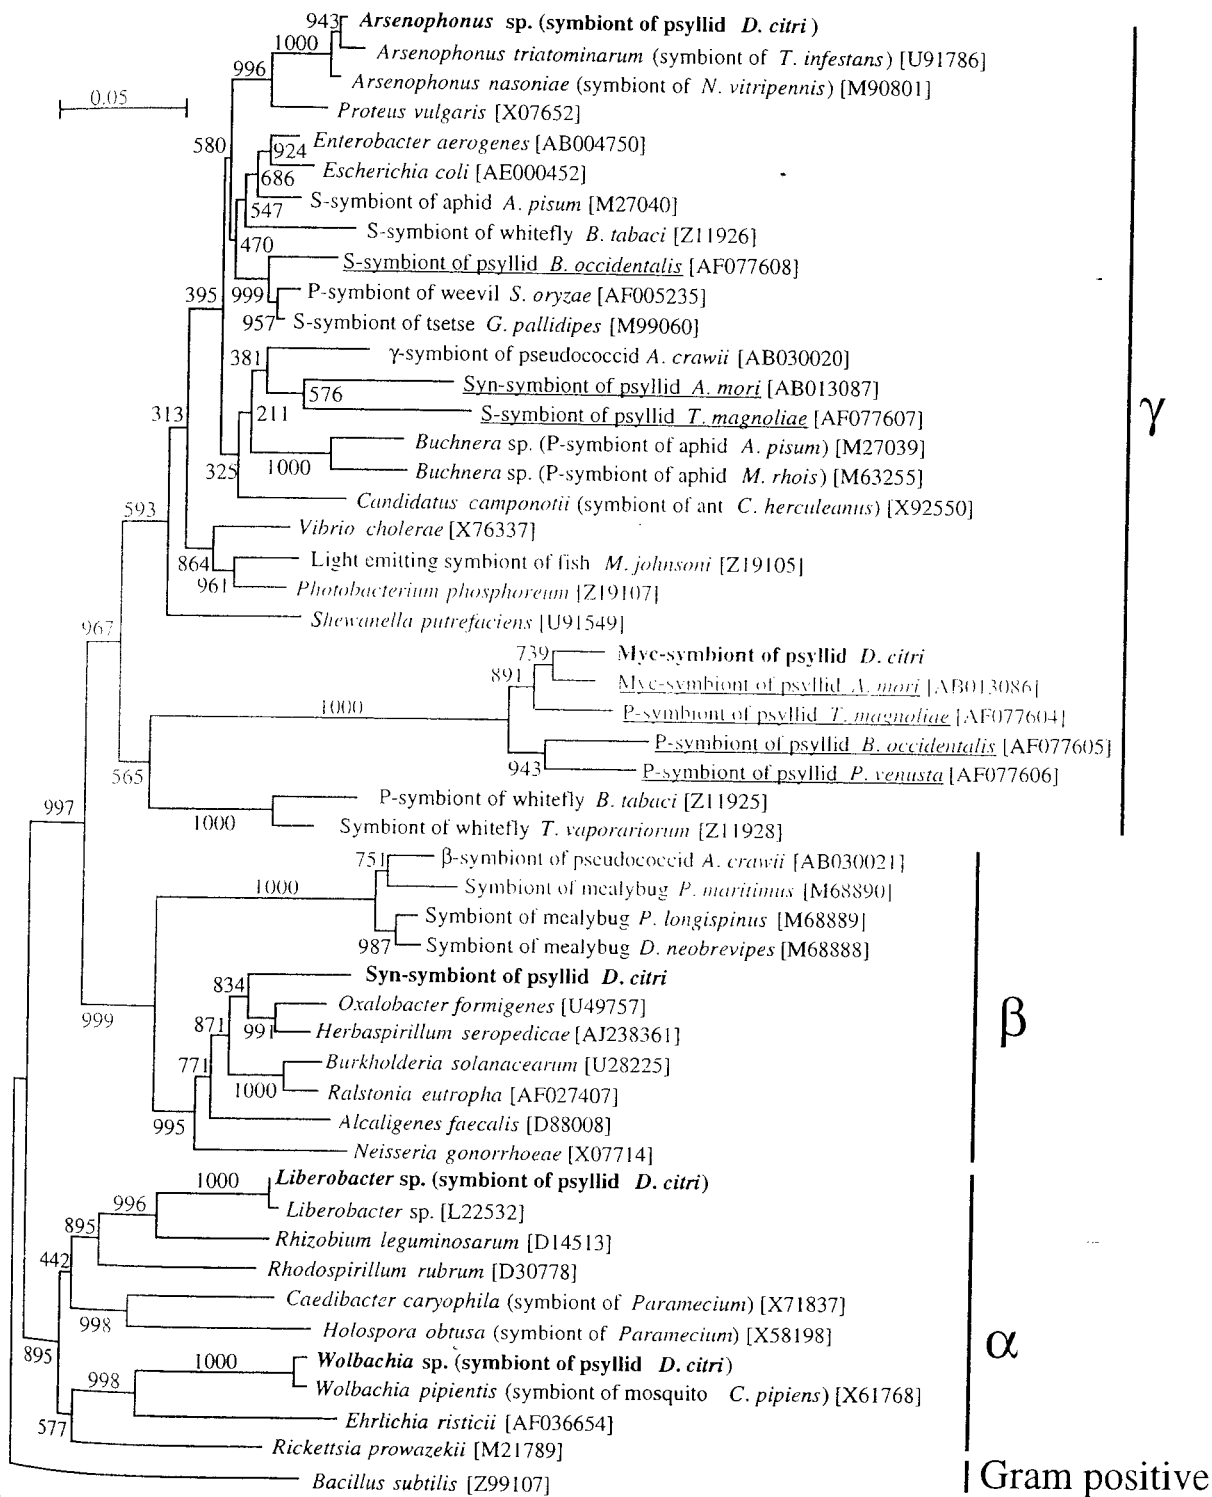 943 Arsenophonus sp. (symbiont of psyllid D. citri)
1000 Arsenophonus triatominarum (symbiont of T. infestans) [U91786]
996 Arsenophonus nasoniae (symbiont of N. vitripennis) [M90801]
0.05
Proteus vulgaris [X07652]
580 Enterobacter aerogenes [AB004750]
924
Escherichia coli [AE000452]
686
S-symbiont of aphid A. pisum [M27040]
547
S-symbiont of whitefly B. tabaci [Z11926]
470
S-symbiont of psyllid B. occidentalis [AF077608]
395 999 P-symbiont of weevil S. oryzae [AF005235]
957 S-symbiont of tsetse G. pallidipes [M99060]
381 γ-symbiont of pseudococcid A. crawii [AB030020]
576 Syn-symbiont of psyllid A. mori [AB013087]
313 211 S-symbiont of psyllid T. magnoliae [AF077607]
γ
Buchnera sp. (P-symbiont of aphid A. pisum) [M27039]
325 1000 Buchnera sp. (P-symbiont of aphid M. rhois) [M63255]
Candidatus camponotii (symbiont of ant C. herculeanus) [X92550]
593
Vibrio cholerae [X76337]
864 Light emitting symbiont of fish M. johnsoni [Z19105]
961 Photobacterium phosphoreum [Z19107]
Shewanella putrefaciens [U91549]
967
739 Myc-symbiont of psyllid D. citri
891 Myc-symbiont of psyllid A. mori [AB013086]
1000 P-symbiont of psyllid T. magnoliae [AF077604]
P-symbiont of psyllid B. occidentalis [AF077605]
565 943 P-symbiont of psyllid P. venusta [AF077606]
997 P-symbiont of whitefly B. tabaci [Z11925]
1000 Symbiont of whitefly T. vaporariorum [Z11928]
751 β-symbiont of pseudococcid A. crawii [AB030021]
1000 Symbiont of mealybug P. maritimus [M68890]
Symbiont of mealybug P. longispinus [M68889]
987 Symbiont of mealybug D. neobrevipes [M68888]
834 Syn-symbiont of psyllid D. citri
Oxalobacter formigenes [U49757]
999 871 991 Herbaspirillum seropedicae [AJ238361]
β
771 Burkholderia solanacearum [U28225]
1000 Ralstonia eutropha [AF027407]
995 Alcaligenes faecalis [D88008]
Neisseria gonorrhoeae [X07714]
1000 Liberobacter sp. (symbiont of psyllid D. citri)
996 Liberobacter sp. [L22532]
895 Rhizobium leguminosarum [D14513]
442 Rhodospirillum rubrum [D30778]
Caedibacter caryophila (symbiont of Paramecium) [X71837]
998 Holospora obtusa (symbiont of Paramecium) [X58198]
α
895 1000 Wolbachia sp. (symbiont of psyllid D. citri)
998 Wolbachia pipientis (symbiont of mosquito C. pipiens) [X61768]
577 Ehrlichia risticii [AF036654]
Rickettsia prowazekii [M21789]
Bacillus subtilis [Z99107] Gram positive